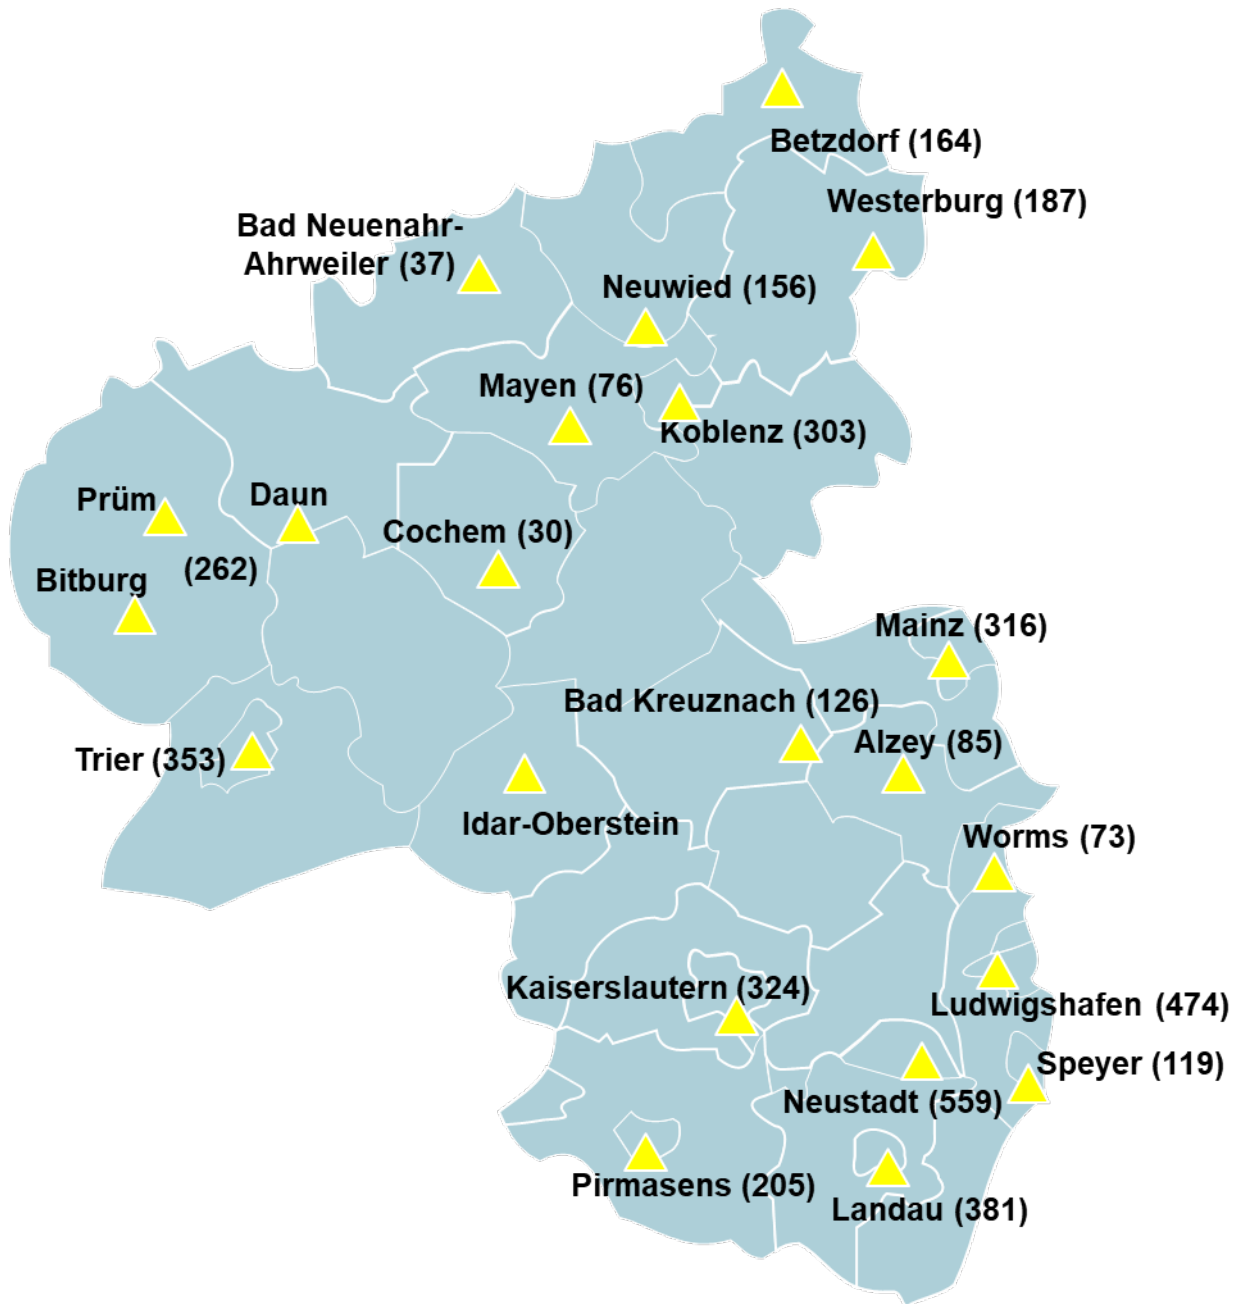 Betzdorf (164)
Westerburg (187)
Bad Neuenahr-
Ahrweiler (37)
Neuwied (156)
Mayen (76)
Koblenz (303)
Prüm
Daun
Cochem (30)
(262)
Bitburg
Mainz (316)
Bad Kreuznach (126)
Alzey (85)
Trier (353)
Idar-Oberstein
Worms (73)
Kaiserslautern (324)
Ludwigshafen (474)
Speyer (119)
Neustadt (559)
Pirmasens (205)
Landau (381)